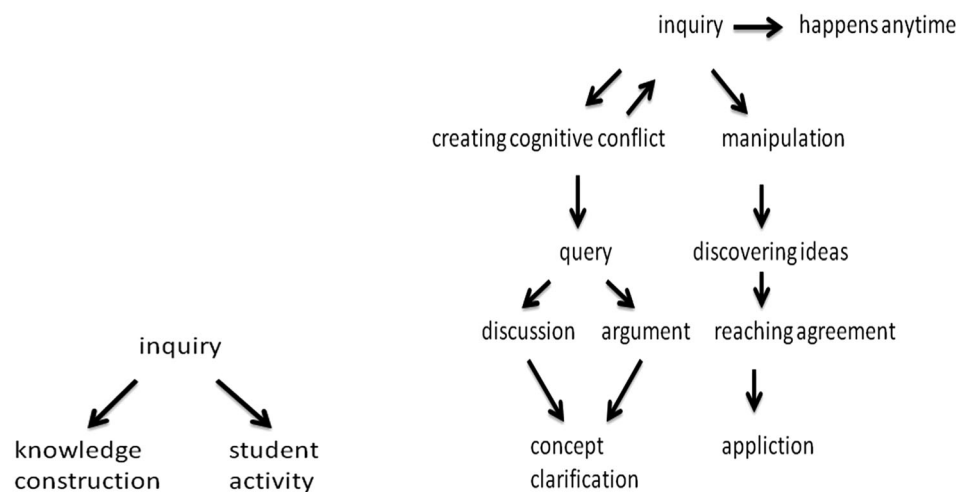 inquiry happens anytime
creating cognitive conflict manipulation
query discovering ideas
discussion argument reaching agreement
inquiry
knowledge
construction
student
activity
concept
clarification
appliction